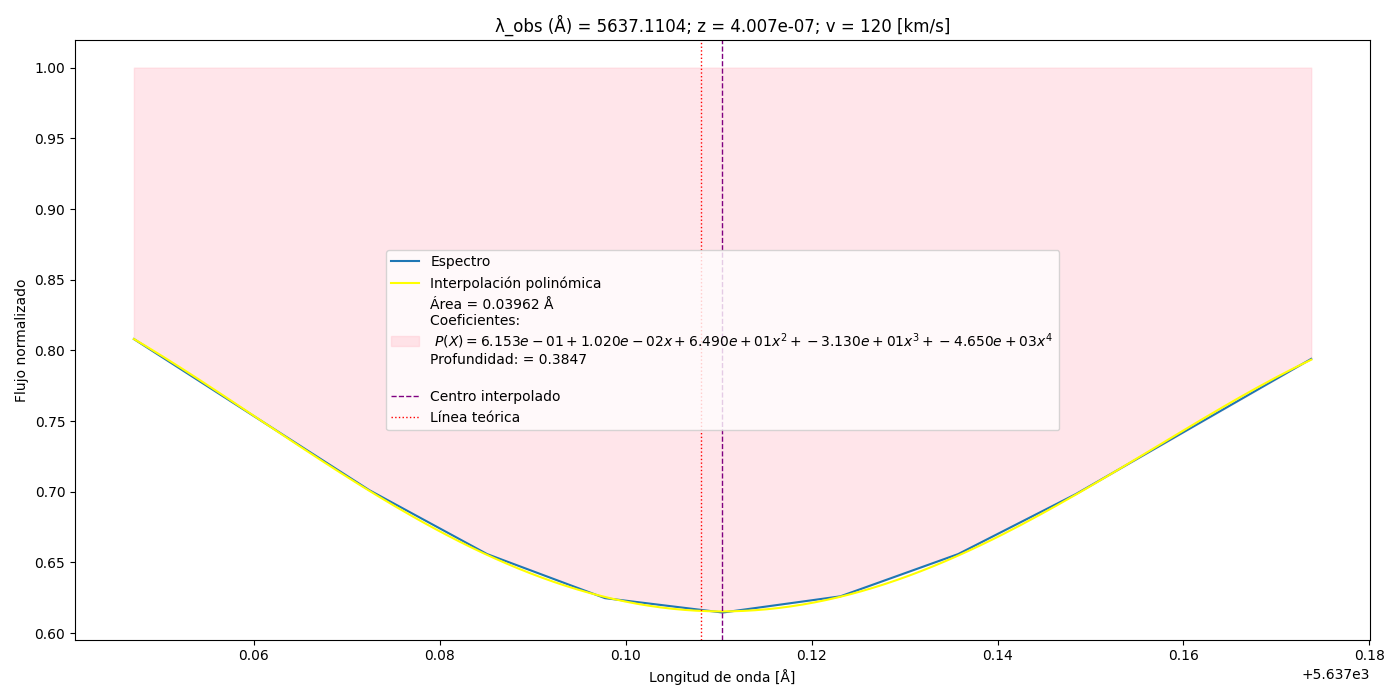 λ_obs (Å) = 5637.1104; z = 4.007e-07; v = 120 [km/s]
Flujo normalizado
1.00
0.95
0.90
0.85
0.80
0.75
0.70
0.65
0.60
Espectro
Interpolación polinómica
Área = 0.03962 Å
Coeficientes:
P(X) = 6.153e − 01 + 1.020e − 02x + 6.490e + 01x² + −3.130e + 01x³ + −4.650e + 03x⁴
Profundidad: = 0.3847
Centro interpolado
Línea teórica
0.06 0.08 0.10 0.12 0.14 0.16 0.18
Longitud de onda [Å]
+5.637e3